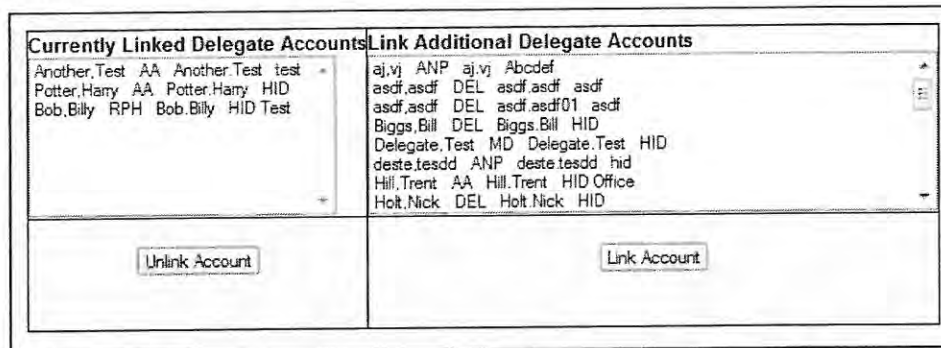 Currently Linked Delegate Accounts
Another,Test AA Another.Test test
Potter,Harry AA Potter.Harry HID
Bob,Billy RPH Bob.Billy HID Test
Unlink Account
Link Additional Delegate Accounts
aj,vj ANP aj.vj Abcdef
asdf,asdf DEL asdf.asdf asdf
asdf,asdf DEL asdf.asdf01 asdf
Biggs,Bill DEL Biggs.Bill HID
Delegate,Test MD Delegate.Test HID
deste,tesdd ANP deste.tesdd hid
Hill,Trent AA Hill.Trent HID Office
Holt,Nick DEL Holt.Nick HID
Link Account